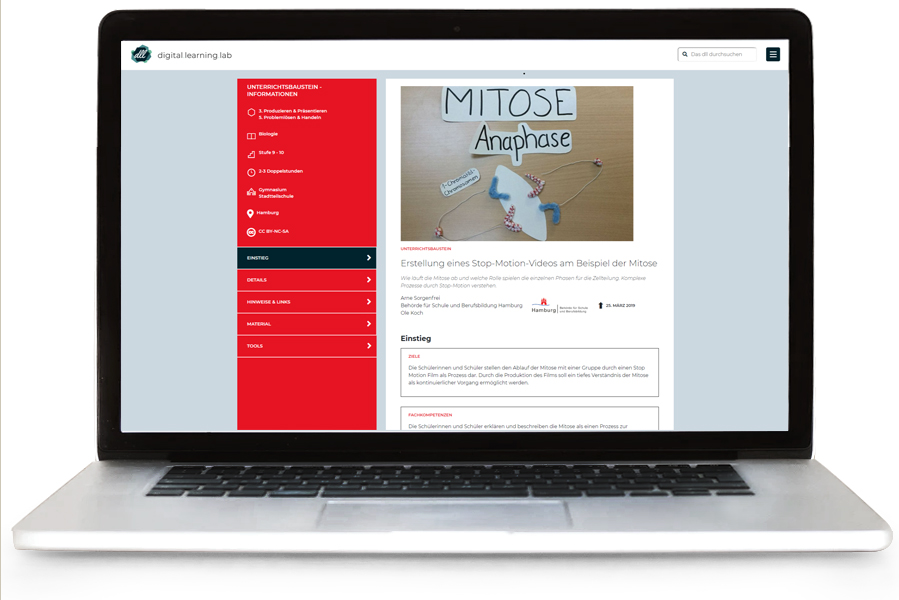 dll
digital learning lab
Das dll durchsuchen
UNTERRICHTSBAUSTEIN -
INFORMATIONEN
3. Produzieren & Präsentieren
5. Problemlösen & Handeln
Biologie
Stufe 9 - 10
2-3 Doppelstunden
Gymnasium
Stadtteilschule
Hamburg
CC BY-NC-SA
EINSTIEG
DETAILS
HINWEISE & LINKS
MATERIAL
TOOLS
MITOSE
Anaphase
1-Chromatid-
Chromosomen
UNTERRICHTSBAUSTEIN
Erstellung eines Stop-Motion-Videos am Beispiel der Mitose
Wie läuft die Mitose ab und welche Rolle spielen die einzelnen Phasen für die Zellteilung. Komplexe
Prozesse durch Stop-Motion verstehen.
Arne Sorgenfrei
Behörde für Schule und Berufsbildung Hamburg
Ole Koch
Hamburg
Behörde für Schule
und Berufsbildung
25. MÄRZ 2019
Einstieg
ZIELE
Die Schülerinnen und Schüler stellen den Ablauf der Mitose mit einer Gruppe durch einen Stop
Motion Film als Prozess dar. Durch die Produktion des Films soll ein tiefes Verständnis der Mitose
als kontinuierlicher Vorgang ermöglicht werden.
FACHKOMPETENZEN
Die Schülerinnen und Schüler erklären und beschreiben die Mitose als einen Prozess zur